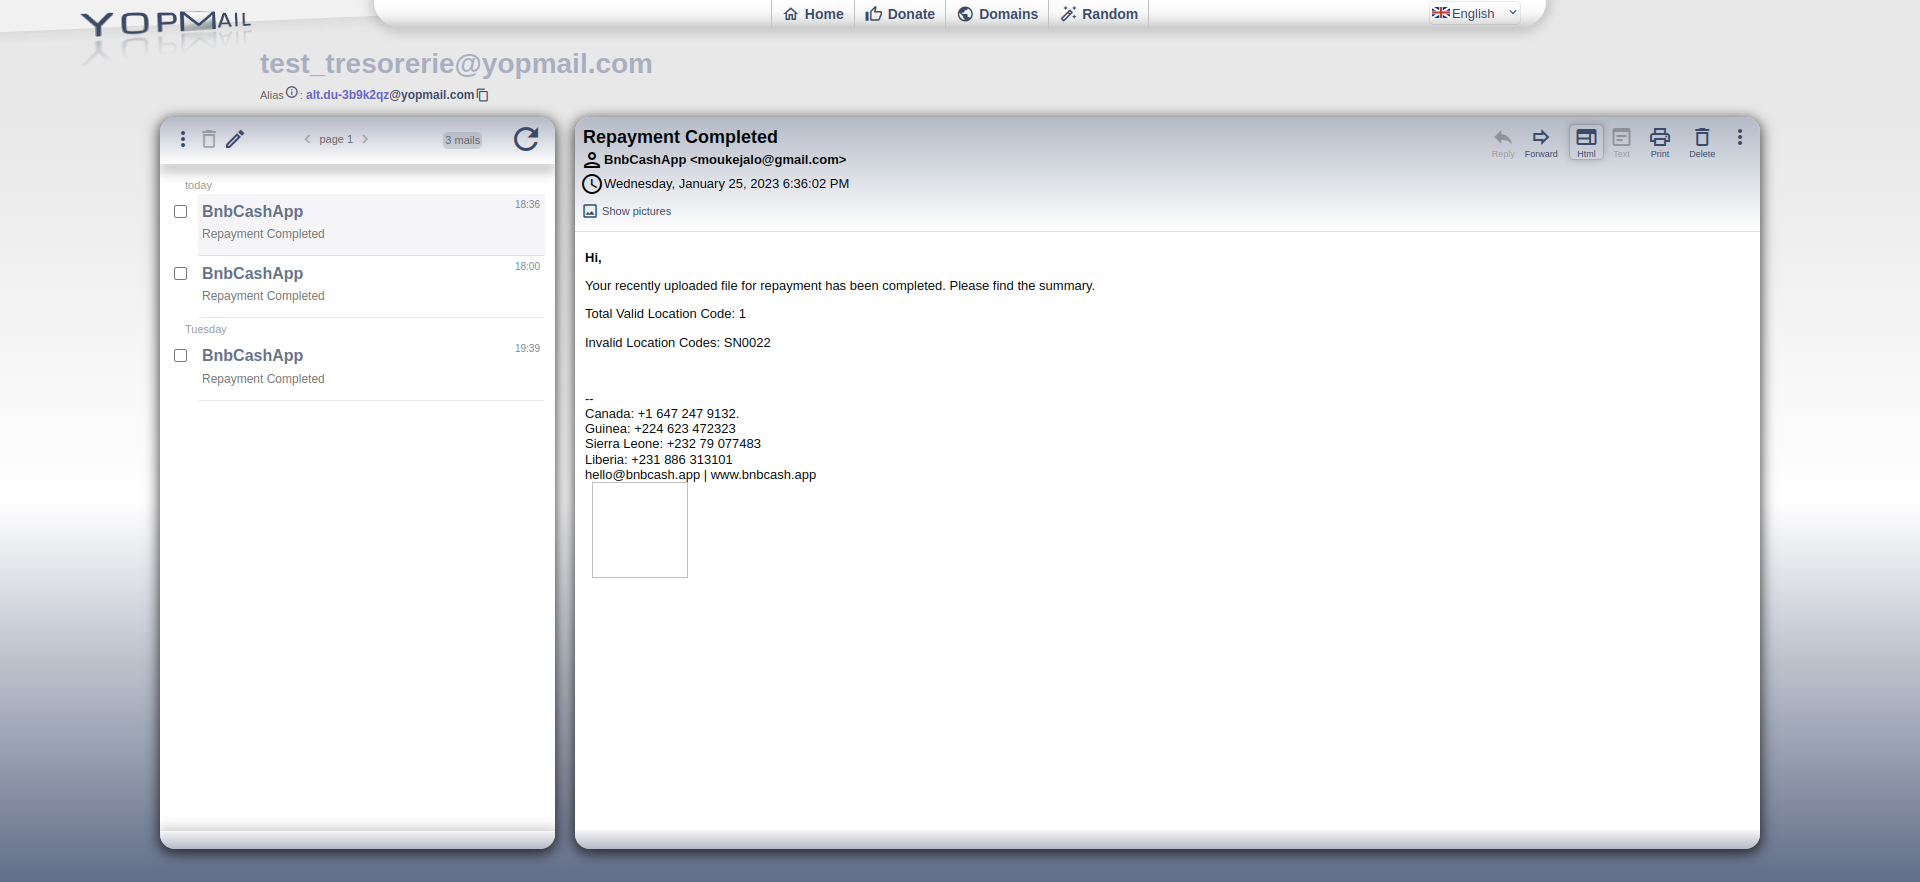 YOPMAIL
Home Donate Domains Random
English
test_tresorerie@yopmail.com
Alias : alt.du-3b9k2qz@yopmail.com
page 1
3 mails
today
BnbCashApp 18:36
Repayment Completed
BnbCashApp 18:00
Repayment Completed
Tuesday
BnbCashApp 19:39
Repayment Completed
Repayment Completed
BnbCashApp <moukejalo@gmail.com>
Wednesday, January 25, 2023 6:36:02 PM
Show pictures
Reply Forward Html Text Print Delete
Hi,
Your recently uploaded file for repayment has been completed. Please find the summary.
Total Valid Location Code: 1
Invalid Location Codes: SN0022
--
Canada: +1 647 247 9132.
Guinea: +224 623 472323
Sierra Leone: +232 79 077483
Liberia: +231 886 313101
hello@bnbcash.app | www.bnbcash.app